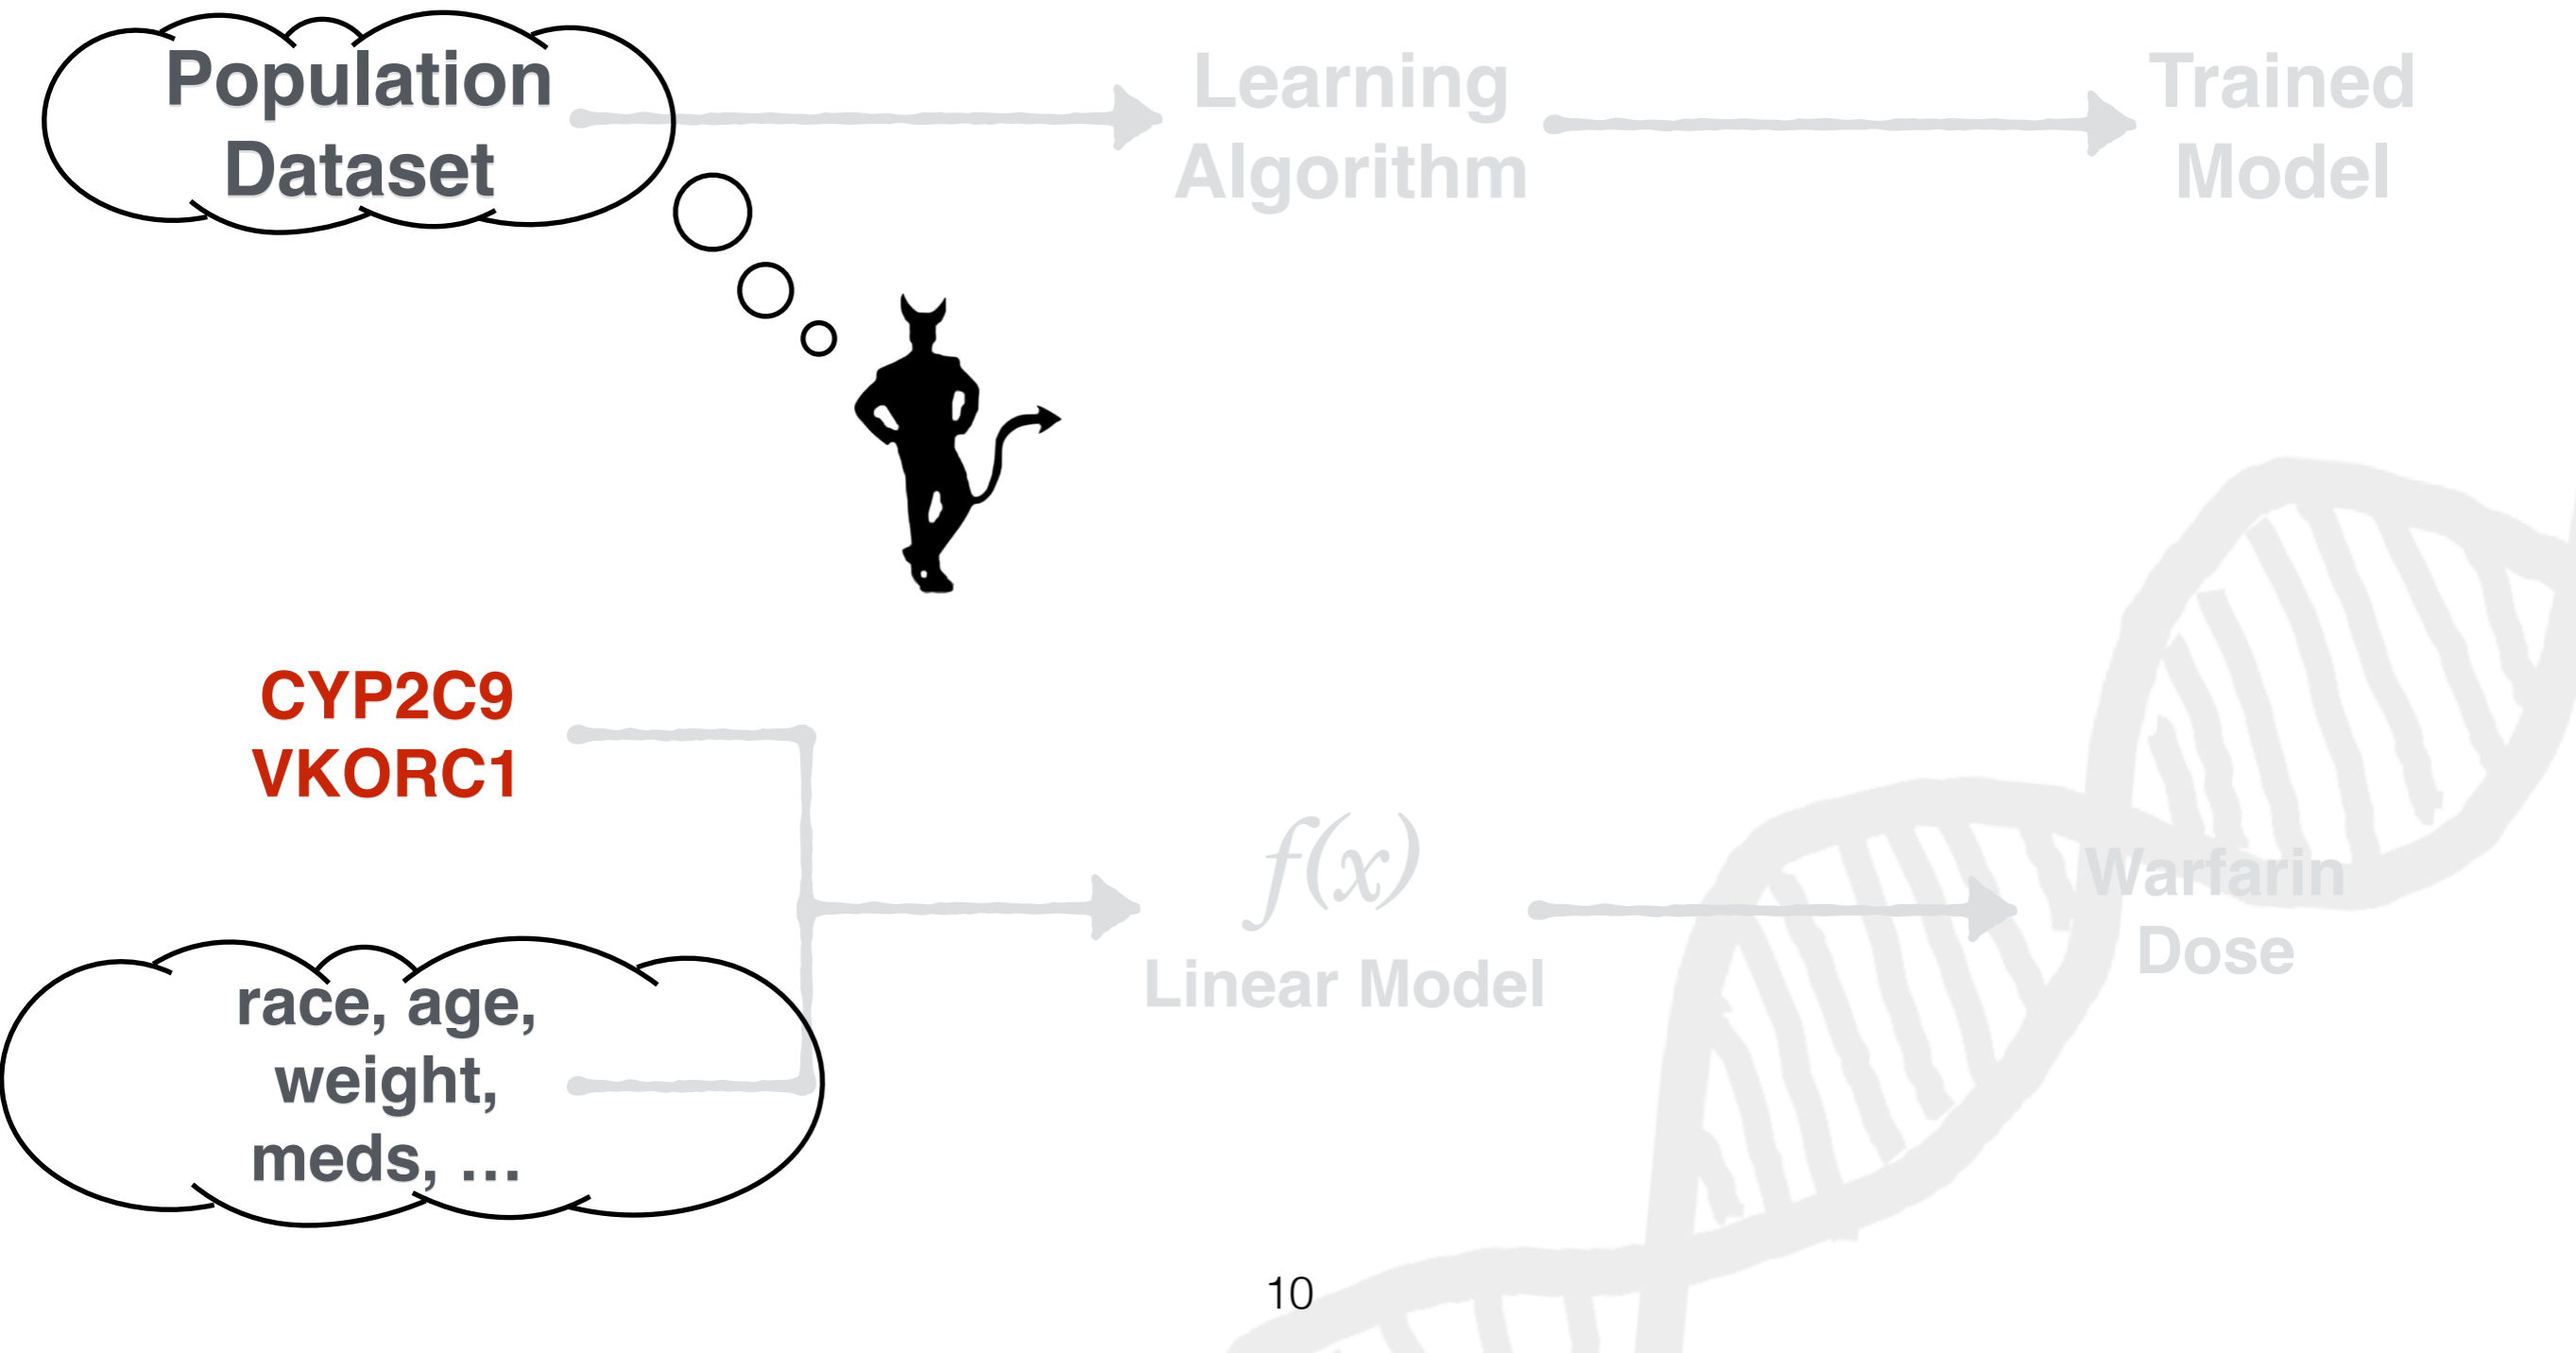 Population
Dataset
Learning
Algorithm
Trained
Model
CYP2C9
VKORC1
race, age,
weight,
meds, …
f(x)
Linear Model
Warfarin
Dose
10